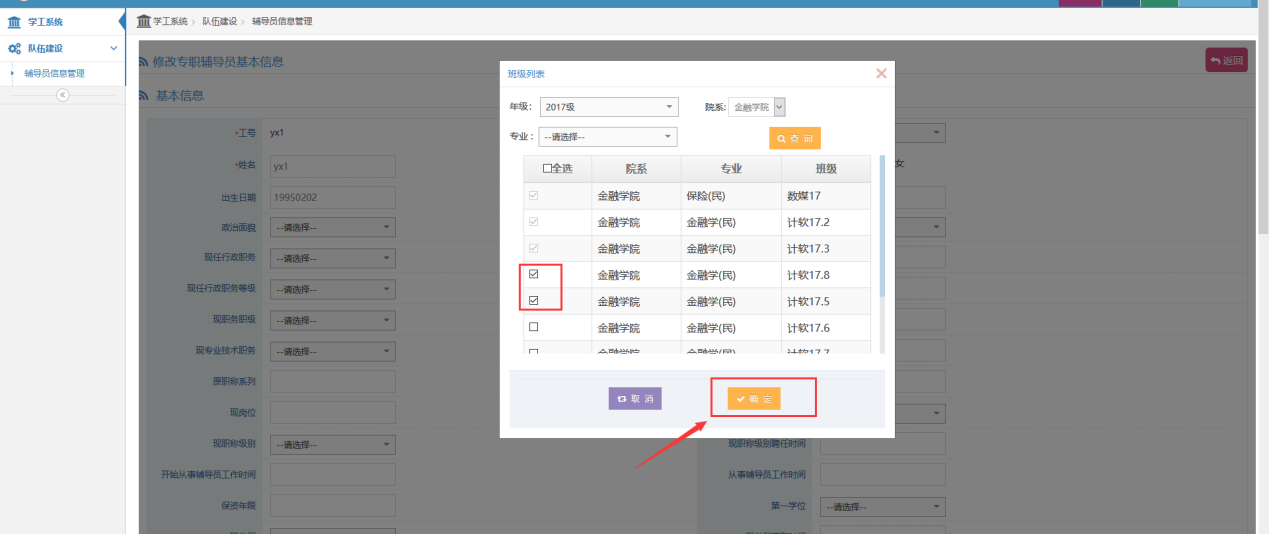 学工系统
学工系统 > 队伍建设 > 辅导员信息管理
队伍建设
辅导员信息管理
修改专职辅导员基本信息
返回
基本信息
*工号 yx1
*姓名 yx1
女
出生日期 19950202
政治面貌 --请选择--
现任行政职务 --请选择--
现任行政职务等级 --请选择--
现职务职级 --请选择--
现专业技术职务 --请选择--
原职称系列
现岗位
现职称级别 --请选择--
现职称级别聘任时间
开始从事辅导员工作时间
从事辅导员工作时间
保资年限
第一学位 --请选择--
班级列表
年级: 2017级 院系: 金融学院
专业: --请选择-- 查 询
全选 院系 专业 班级
金融学院 保险(民) 数媒17
金融学院 金融学(民) 计软17.2
金融学院 金融学(民) 计软17.3
金融学院 金融学(民) 计软17.8
金融学院 金融学(民) 计软17.5
金融学院 金融学(民) 计软17.6
金融学院 金融学(民) 计软17.7
取 消 确 定